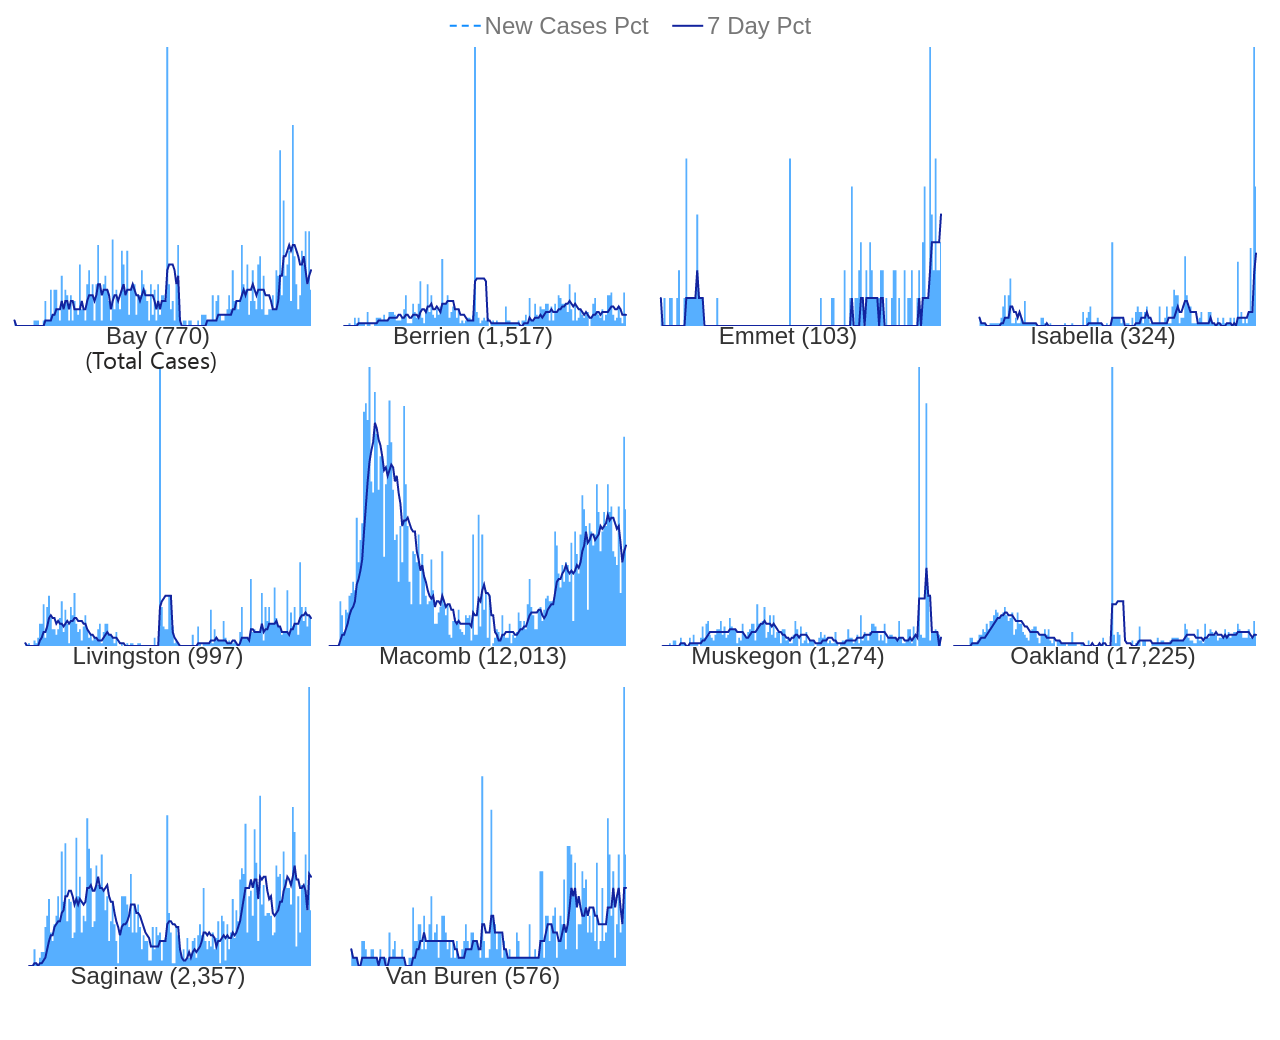 New Cases Pct 7 Day Pct
Bay (770) Berrien (1,517) Emmet (103) Isabella (324)
(Total Cases)
Livingston (997) Macomb (12,013) Muskegon (1,274) Oakland (17,225)
Saginaw (2,357) Van Buren (576)